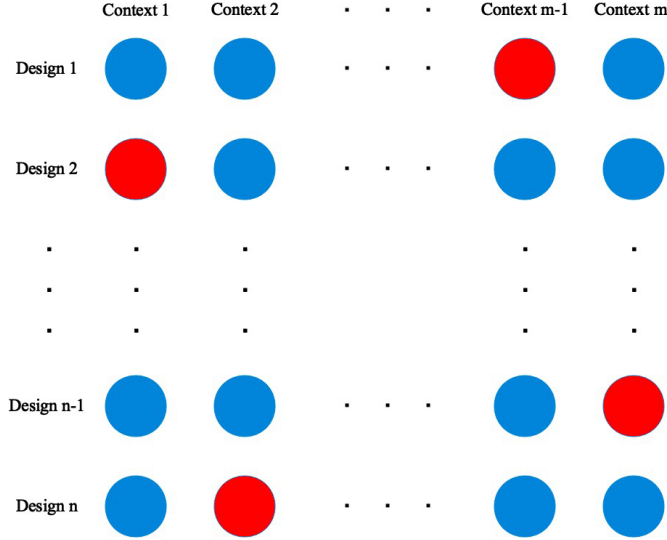 Context 1 Context 2 . . . Context m-1 Context m
Design 1 . . .
Design 2 . . .
. . . . .
. . . . .
. . . . .
Design n-1 . . .
Design n . . .